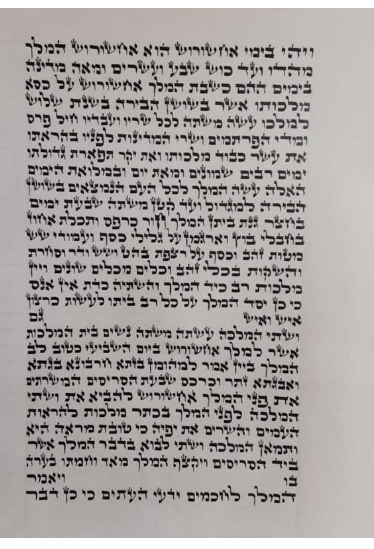 ויהי בימי אחשורוש הוא אחשורוש המלך
מהדו ועד כוש שבע ועשרים ומאה מדינה
בימים ההם כשבת המלך אחשורוש על כסא
מלכותו אשר בשושן הבירה בשנת שלוש
למלכו עשה משתה לכל שריו ועבדיו חיל פרס
ומדי הפרתמים ושרי המדינות לפניו בהראתו
את עשר כבוד מלכותו ואת יקר תפארת גדולתו
ימים רבים שמונים ומאת יום ובמלואת הימים
האלה עשה המלך לכל העם הנמצאים בשושן
הבירה למגדול ועד קטן משתה שבעת ימים
בחצר גנת ביתן המלך חור כרפס ותכלת אחוז
בחבלי בוץ וארגמן על גלילי כסף ועמודי שש
מטות זהב וכסף על רצפת בהט ושש ודר וסחרת
והשקות בכלי זהב וכלים מכלים שונים ויין
מלכות רב כיד המלך והשתיה כדת אין אנס
כי כן יסד המלך על כל רב ביתו לעשות כרצון
איש ואיש גם
ושתי המלכה עשתה משתה נשים בית המלכות
אשר למלך אחשורוש ביום השביעי כטוב לב
המלך ביין אמר למהומן בזתא חרבונא בגתא
ואבגתא זתר וכרכס שבעת הסריסים המשרתים
את פני המלך אחשורוש להביא את ושתי
המלכה לפני המלך בכתר מלכות להראות
העמים והשרים את יפיה כי טובת מראה היא
ותמאן המלכה ושתי לבוא בדבר המלך אשר
ביד הסריסים ויקצף המלך מאד וחמתו בערה
בו ויאמר
המלך לחכמים ידעי העתים כי כן דבר